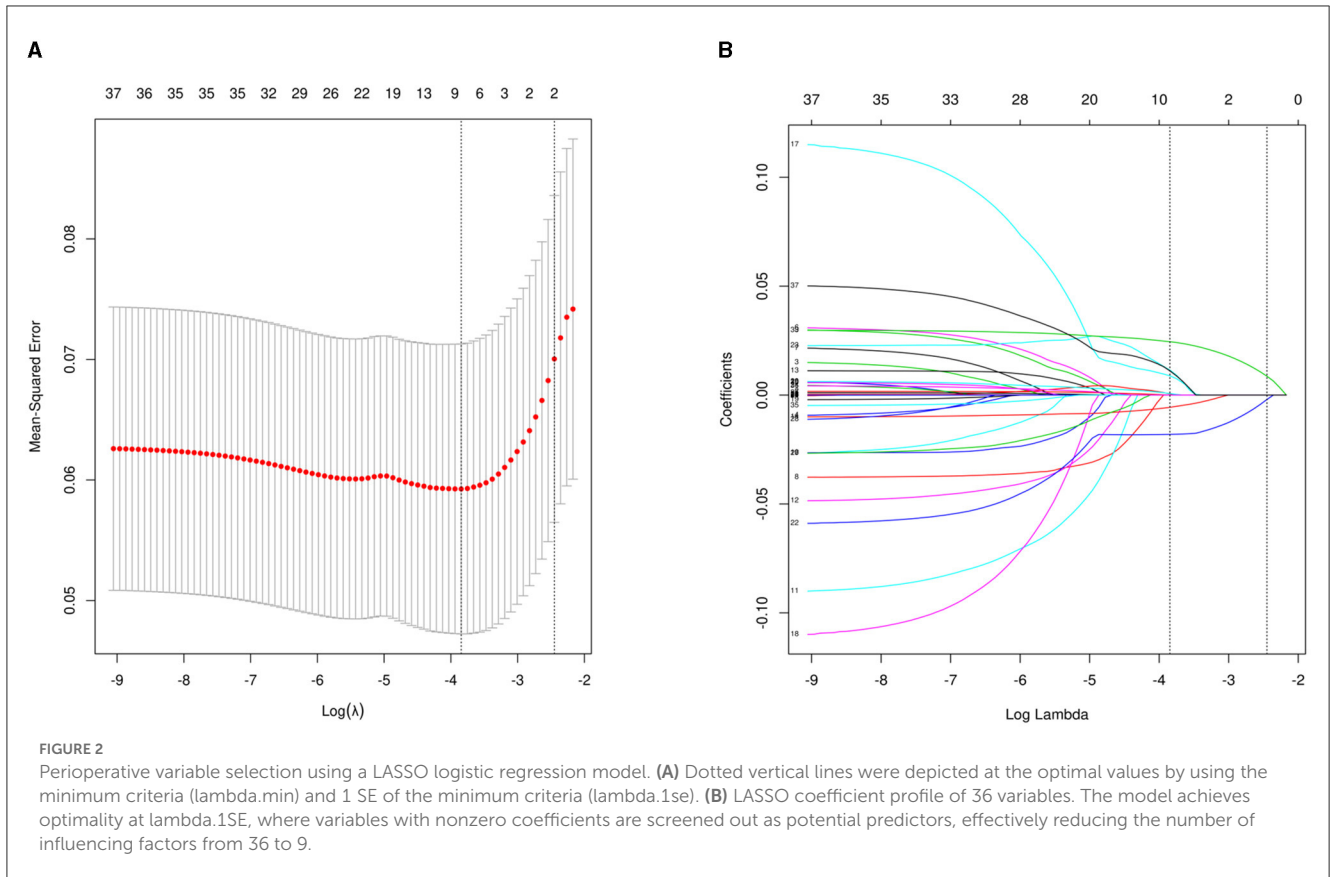 A
37 36 35 35 35 32 29 26 22 19 13 9 6 3 2 2
0.08
0.07
0.06
0.05
Mean-Squared Error
-9 -8 -7 -6 -5 -4 -3 -2
Log(λ)
B
37 35 33 28 20 10 2 0
0.10
0.05
0.00
-0.05
-0.10
Coefficients
17
37
3
13
8
12
22
11
18
-9 -8 -7 -6 -5 -4 -3 -2
Log Lambda
FIGURE 2
Perioperative variable selection using a LASSO logistic regression model. (A) Dotted vertical lines were depicted at the optimal values by using the
minimum criteria (lambda.min) and 1 SE of the minimum criteria (lambda.1se). (B) LASSO coefficient profile of 36 variables. The model achieves
optimality at lambda.1SE, where variables with nonzero coefficients are screened out as potential predictors, effectively reducing the number of
influencing factors from 36 to 9.